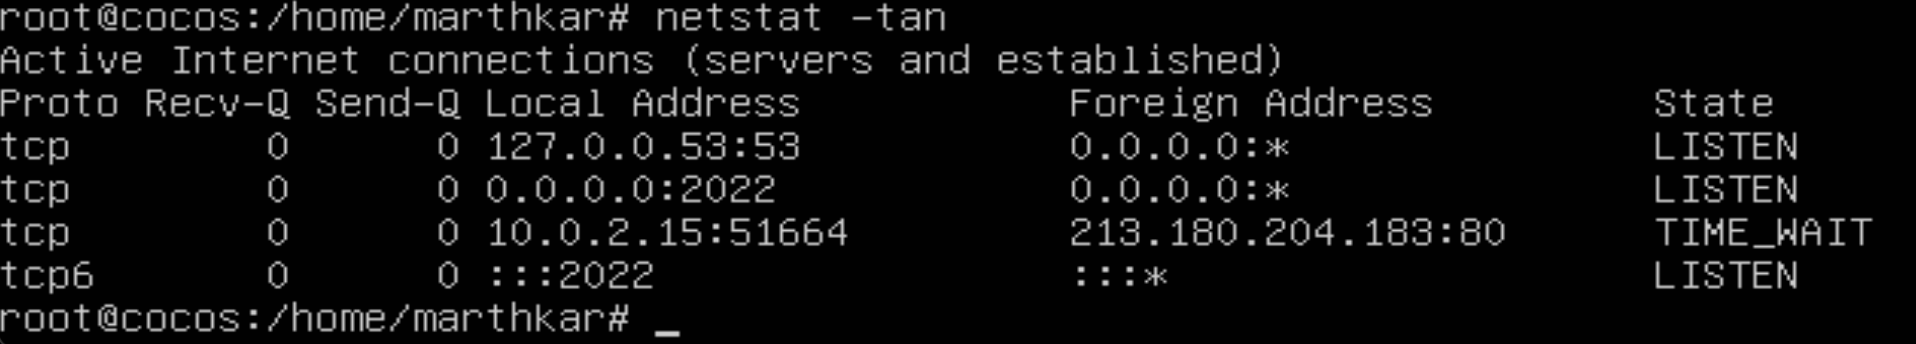 root@cocos:/home/marthkar# netstat -tan
Active Internet connections (servers and established)
Proto Recv-Q Send-Q Local Address           Foreign Address         State
tcp        0      0 127.0.0.53:53           0.0.0.0:*               LISTEN
tcp        0      0 0.0.0.0:2022            0.0.0.0:*               LISTEN
tcp        0      0 10.0.2.15:51664         213.180.204.183:80      TIME_WAIT
tcp6       0      0 :::2022                 :::*                    LISTEN
root@cocos:/home/marthkar# _